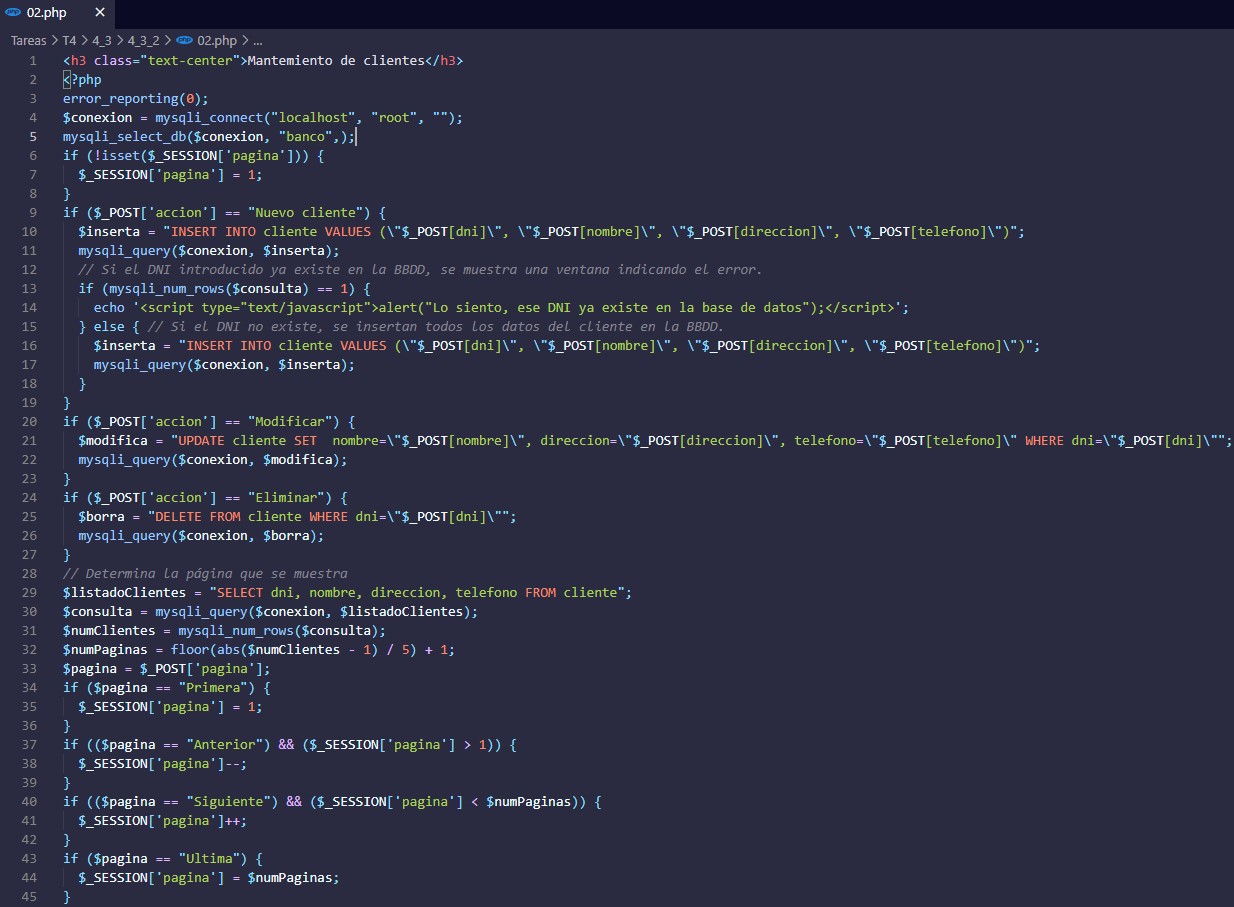 php 02.php ✕
Tareas > T4 > 4_3 > 4_3_2 > php 02.php > ...
1 <h3 class="text-center">Mantemiento de clientes</h3>
2 <?php
3 error_reporting(0);
4 $conexion = mysqli_connect("localhost", "root", "");
5 mysqli_select_db($conexion, "banco",);
6 if (!isset($_SESSION['pagina'])) {
7 $_SESSION['pagina'] = 1;
8 }
9 if ($_POST['accion'] == "Nuevo cliente") {
10 $inserta = "INSERT INTO cliente VALUES (\"$_POST[dni]\", \"$_POST[nombre]\", \"$_POST[direccion]\", \"$_POST[telefono]\")";
11 mysqli_query($conexion, $inserta);
12 // Si el DNI introducido ya existe en la BBDD, se muestra una ventana indicando el error.
13 if (mysqli_num_rows($consulta) == 1) {
14 echo '<script type="text/javascript">alert("Lo siento, ese DNI ya existe en la base de datos");</script>';
15 } else { // Si el DNI no existe, se insertan todos los datos del cliente en la BBDD.
16 $inserta = "INSERT INTO cliente VALUES (\"$_POST[dni]\", \"$_POST[nombre]\", \"$_POST[direccion]\", \"$_POST[telefono]\")";
17 mysqli_query($conexion, $inserta);
18 }
19 }
20 if ($_POST['accion'] == "Modificar") {
21 $modifica = "UPDATE cliente SET  nombre=\"$_POST[nombre]\", direccion=\"$_POST[direccion]\", telefono=\"$_POST[telefono]\" WHERE dni=\"$_POST[dni]\"";
22 mysqli_query($conexion, $modifica);
23 }
24 if ($_POST['accion'] == "Eliminar") {
25 $borra = "DELETE FROM cliente WHERE dni=\"$_POST[dni]\"";
26 mysqli_query($conexion, $borra);
27 }
28 // Determina la página que se muestra
29 $listadoClientes = "SELECT dni, nombre, direccion, telefono FROM cliente";
30 $consulta = mysqli_query($conexion, $listadoClientes);
31 $numClientes = mysqli_num_rows($consulta);
32 $numPaginas = floor(abs($numClientes - 1) / 5) + 1;
33 $pagina = $_POST['pagina'];
34 if ($pagina == "Primera") {
35 $_SESSION['pagina'] = 1;
36 }
37 if (($pagina == "Anterior") && ($_SESSION['pagina'] > 1)) {
38 $_SESSION['pagina']--;
39 }
40 if (($pagina == "Siguiente") && ($_SESSION['pagina'] < $numPaginas)) {
41 $_SESSION['pagina']++;
42 }
43 if ($pagina == "Ultima") {
44 $_SESSION['pagina'] = $numPaginas;
45 }